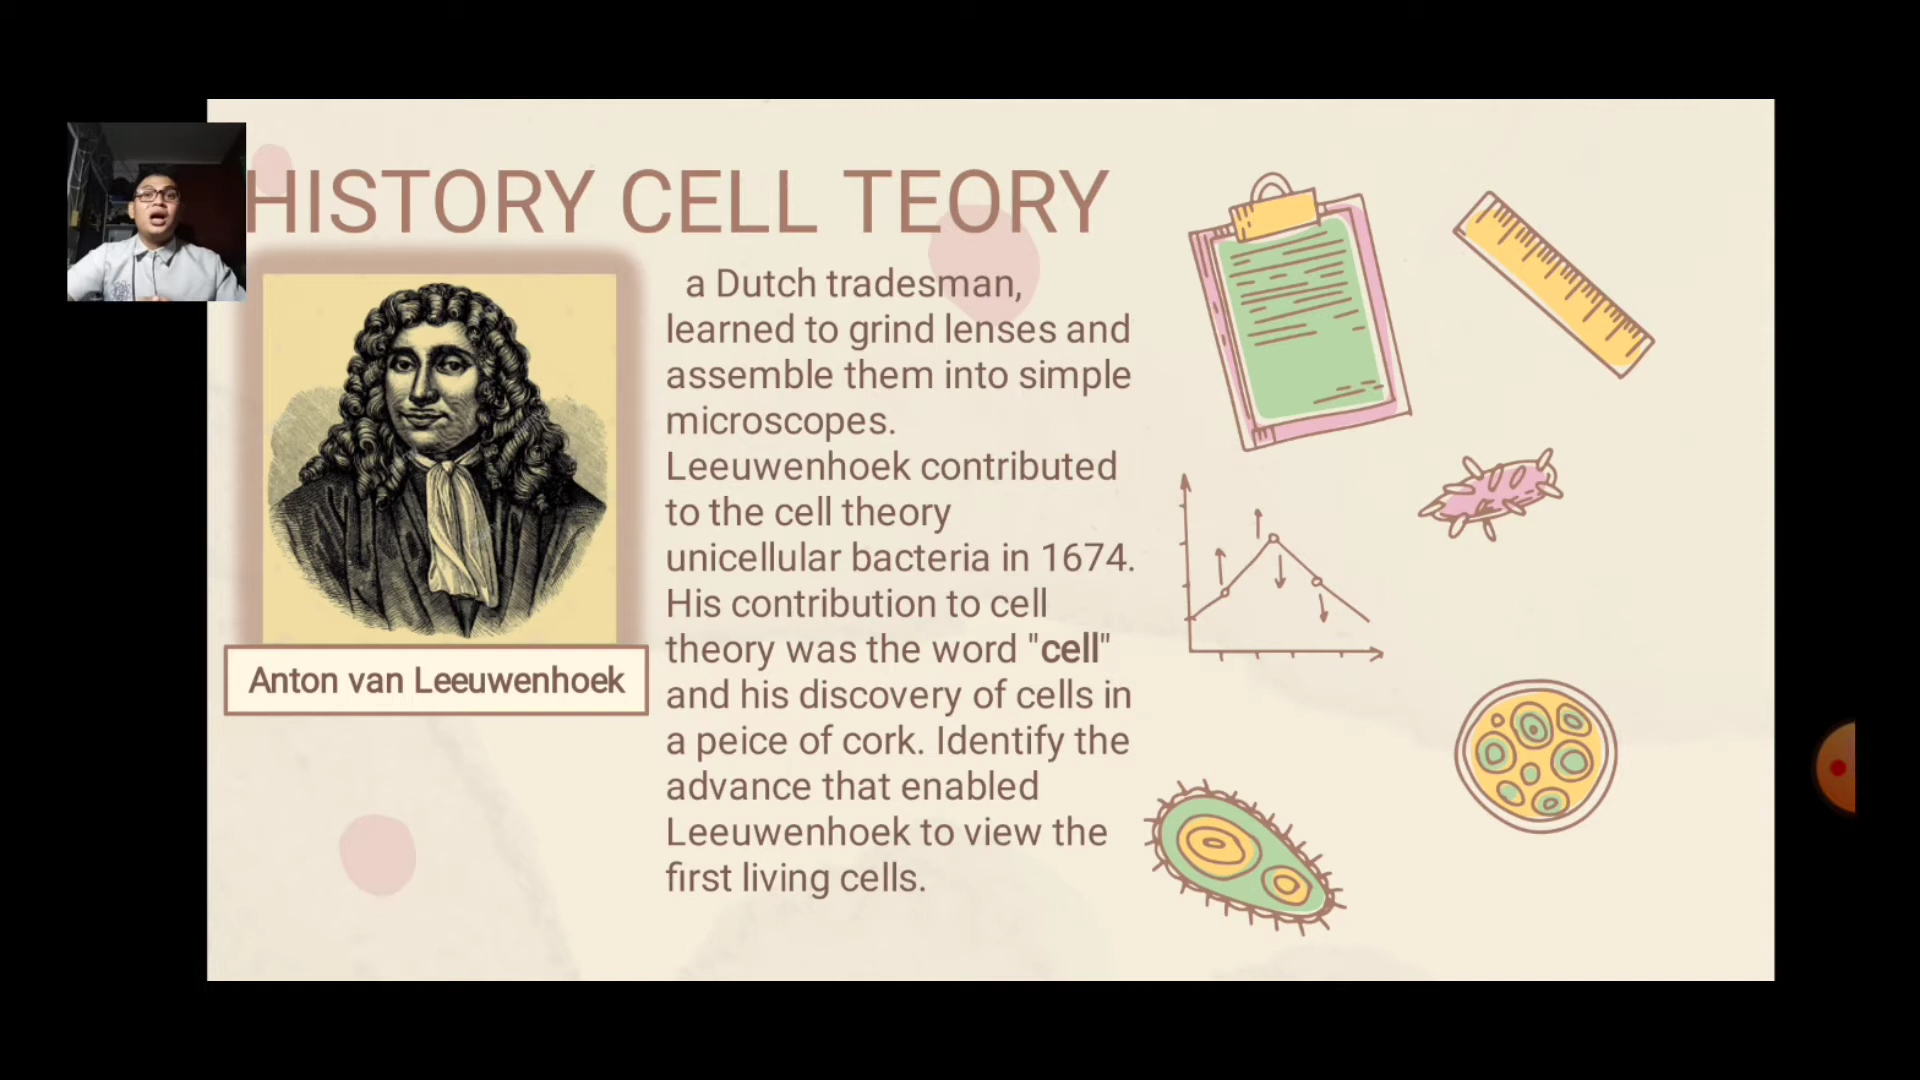 HISTORY CELL TEORY
a Dutch tradesman,
learned to grind lenses and
assemble them into simple
microscopes.
Leeuwenhoek contributed
to the cell theory
unicellular bacteria in 1674.
His contribution to cell
theory was the word "cell"
and his discovery of cells in
a peice of cork. Identify the
advance that enabled
Leeuwenhoek to view the
first living cells.
Anton van Leeuwenhoek